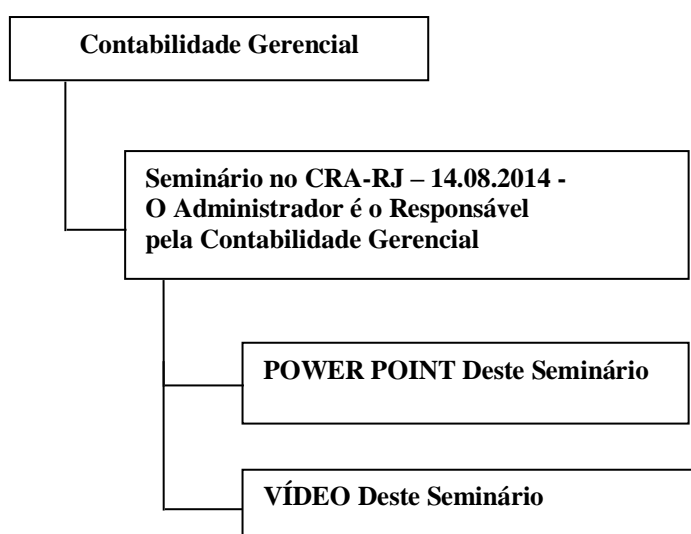 Contabilidade Gerencial
Seminário no CRA-RJ – 14.08.2014 -
O Administrador é o Responsável
pela Contabilidade Gerencial
POWER POINT Deste Seminário
VÍDEO Deste Seminário